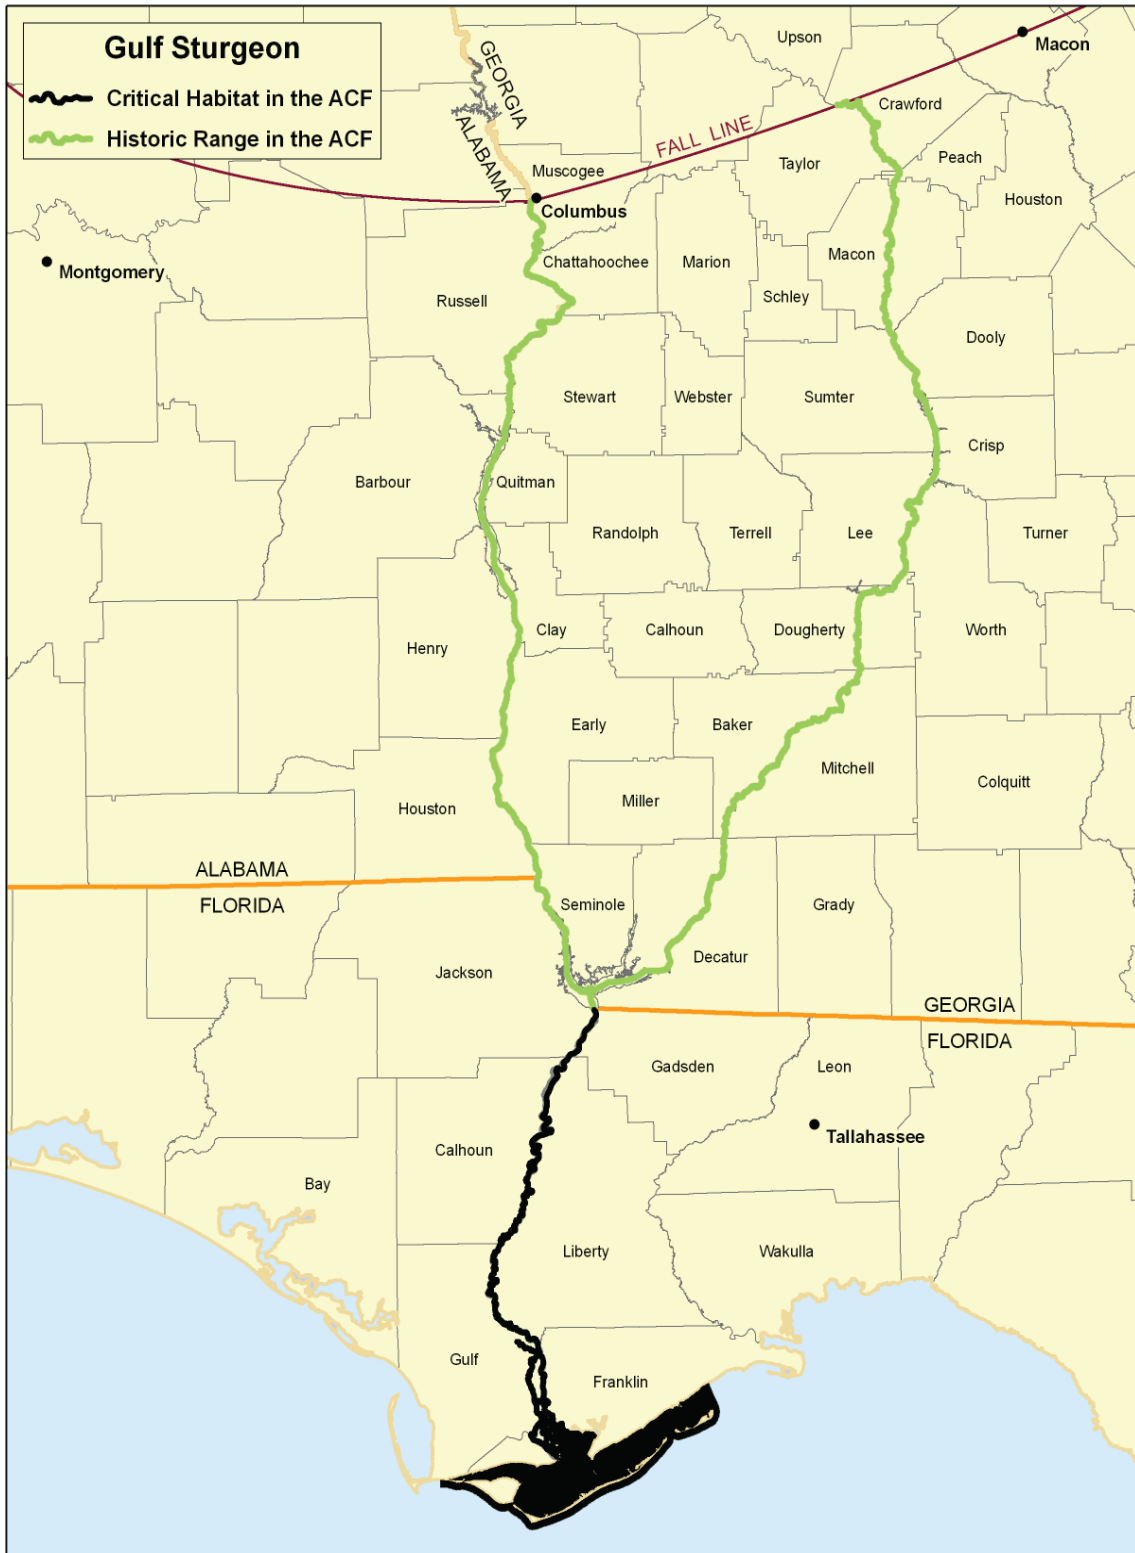 Gulf Sturgeon
Critical Habitat in the ACF
Historic Range in the ACF
GEORGIA
ALABAMA
FALL LINE
Upson
Macon
Crawford
Taylor
Peach
Muscogee
Houston
Columbus
Montgomery
Chattahoochee
Marion
Macon
Russell
Schley
Dooly
Stewart
Webster
Sumter
Crisp
Barbour
Quitman
Randolph
Terrell
Lee
Turner
Henry
Clay
Calhoun
Dougherty
Worth
Early
Baker
Mitchell
Colquitt
Houston
Miller
ALABAMA
FLORIDA
Seminole
Grady
Jackson
Decatur
GEORGIA
FLORIDA
Gadsden
Leon
Tallahassee
Calhoun
Bay
Liberty
Wakulla
Gulf
Franklin